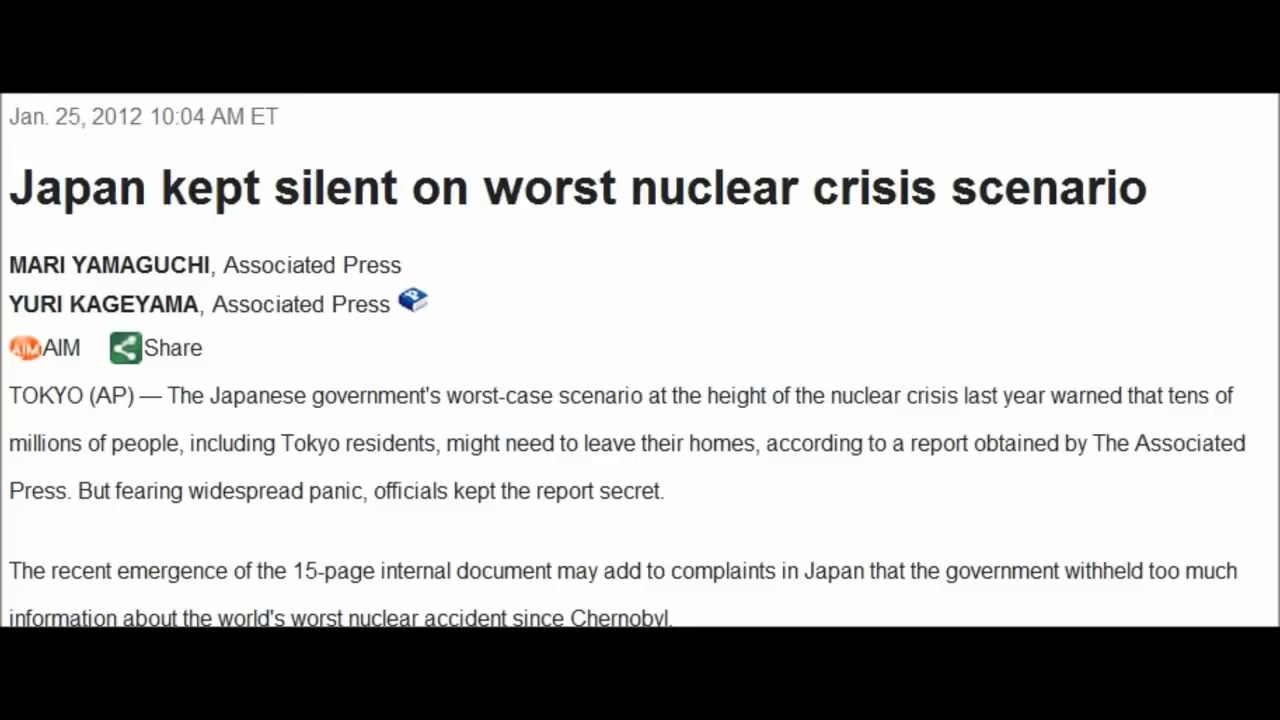 Jan. 25, 2012 10:04 AM ET
Japan kept silent on worst nuclear crisis scenario
MARI YAMAGUCHI, Associated Press
YURI KAGEYAMA, Associated Press
AIM AIM Share
TOKYO (AP) — The Japanese government's worst-case scenario at the height of the nuclear crisis last year warned that tens of
millions of people, including Tokyo residents, might need to leave their homes, according to a report obtained by The Associated
Press. But fearing widespread panic, officials kept the report secret.
The recent emergence of the 15-page internal document may add to complaints in Japan that the government withheld too much
information about the world's worst nuclear accident since Chernobyl.